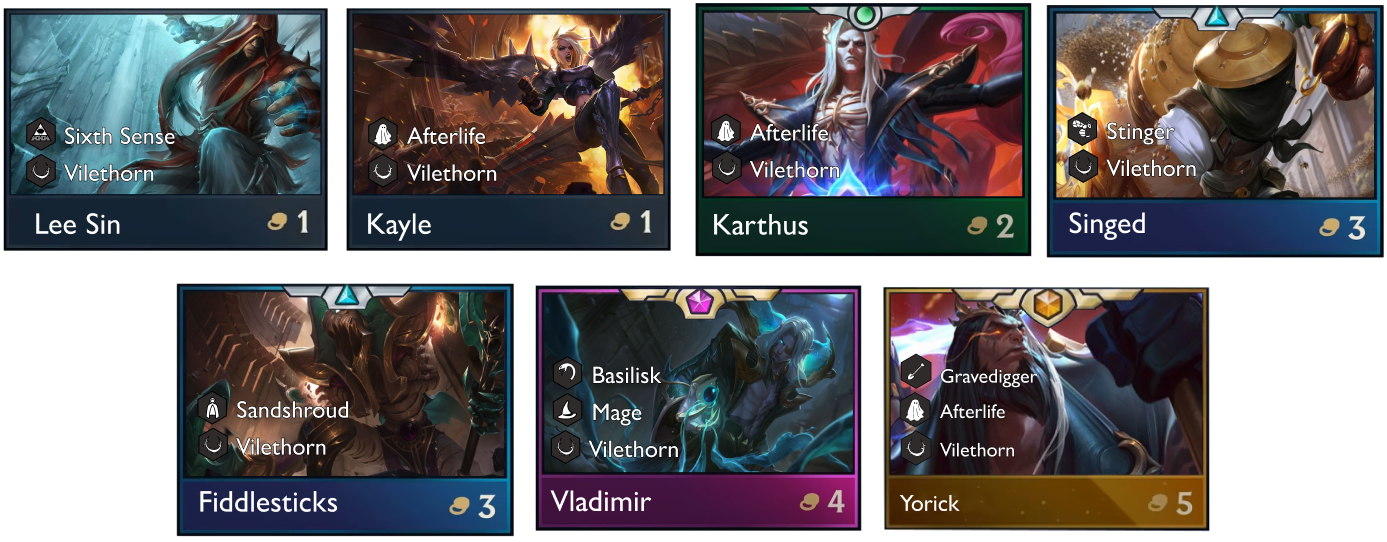 Sixth Sense
Vilethorn
Lee Sin
1
Afterlife
Vilethorn
Kayle
1
Afterlife
Vilethorn
Karthus
2
Stinger
Vilethorn
Singed
3
Sandshroud
Vilethorn
Fiddlesticks
3
Basilisk
Mage
Vilethorn
Vladimir
4
Gravedigger
Afterlife
Vilethorn
Yorick
5